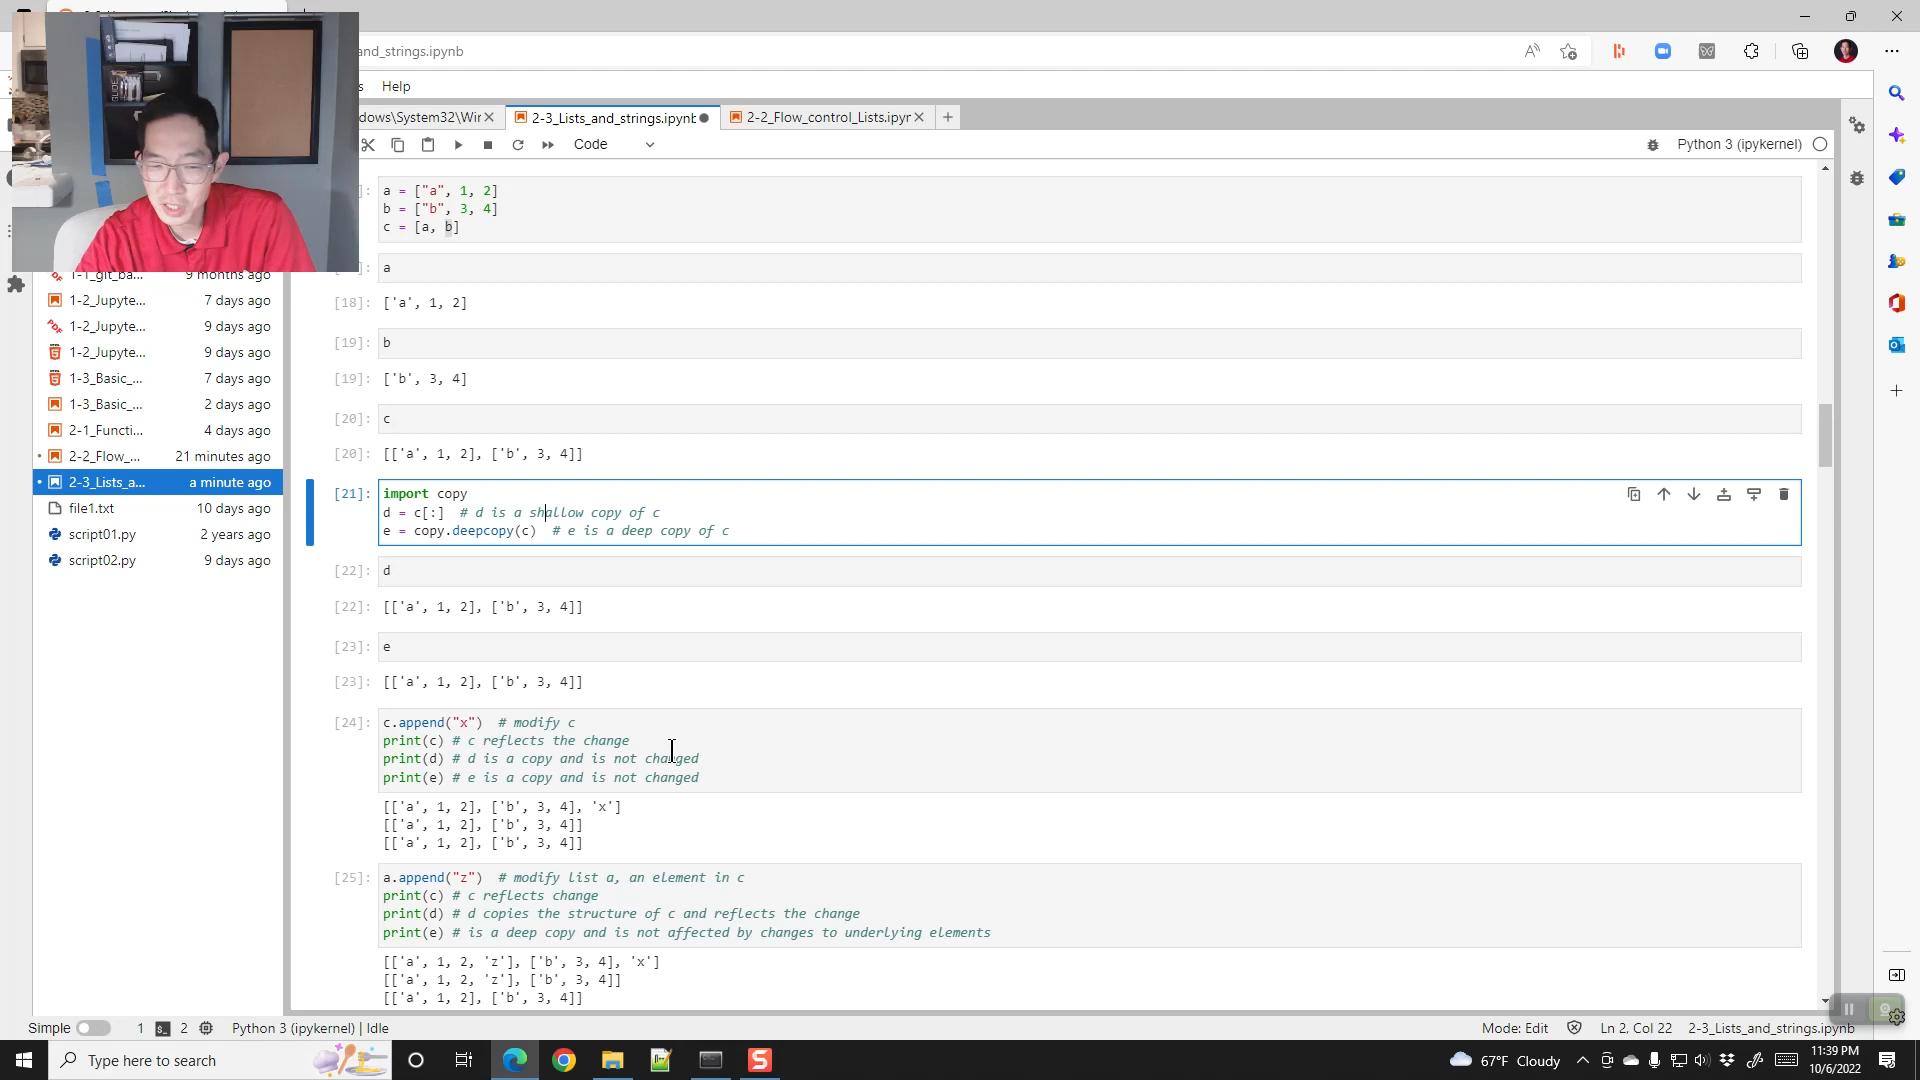 and_strings.ipynb
Help
dows\System32\Wir
2-3_Lists_and_strings.ipynb
2-2_Flow_control_Lists.ipyr
Code
Python 3 (ipykernel)
]:
a = ["a", 1, 2]
b = ["b", 3, 4]
c = [a, b]
a
[18]:
['a', 1, 2]
[19]:
b
[19]:
['b', 3, 4]
[20]:
c
[20]:
[['a', 1, 2], ['b', 3, 4]]
[21]:
import copy
d = c[:]  # d is a shallow copy of c
e = copy.deepcopy(c)  # e is a deep copy of c
[22]:
d
[22]:
[['a', 1, 2], ['b', 3, 4]]
[23]:
e
[23]:
[['a', 1, 2], ['b', 3, 4]]
[24]:
c.append("x")  # modify c
print(c) # c reflects the change
print(d) # d is a copy and is not changed
print(e) # e is a copy and is not changed
[['a', 1, 2], ['b', 3, 4], 'x']
[['a', 1, 2], ['b', 3, 4]]
[['a', 1, 2], ['b', 3, 4]]
[25]:
a.append("z")  # modify list a, an element in c
print(c) # c reflects change
print(d) # d copies the structure of c and reflects the change
print(e) # is a deep copy and is not affected by changes to underlying elements
[['a', 1, 2, 'z'], ['b', 3, 4], 'x']
[['a', 1, 2, 'z'], ['b', 3, 4]]
[['a', 1, 2], ['b', 3, 4]]
1-1_git_ba... 9 months ago
1-2_Jupyte... 7 days ago
1-2_Jupyte... 9 days ago
1-2_Jupyte... 9 days ago
1-3_Basic_... 7 days ago
1-3_Basic_... 2 days ago
2-1_Functi... 4 days ago
2-2_Flow_... 21 minutes ago
2-3_Lists_a... a minute ago
file1.txt 10 days ago
script01.py 2 years ago
script02.py 9 days ago
Simple
1
2
Python 3 (ipykernel) | Idle
Mode: Edit
Ln 2, Col 22
2-3_Lists_and_strings.ipynb
Type here to search
67°F Cloudy
11:39 PM
10/6/2022